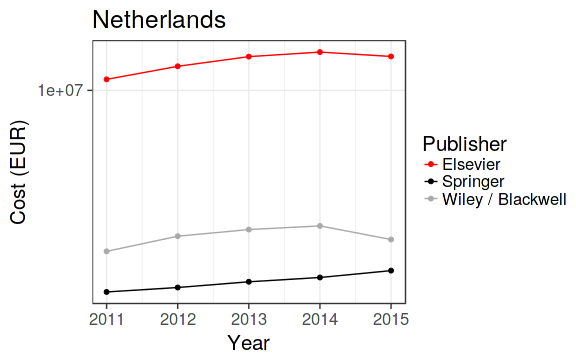 Netherlands
1e+07
Cost (EUR)
2011 2012 2013 2014 2015
Year
Publisher
Elsevier
Springer
Wiley / Blackwell